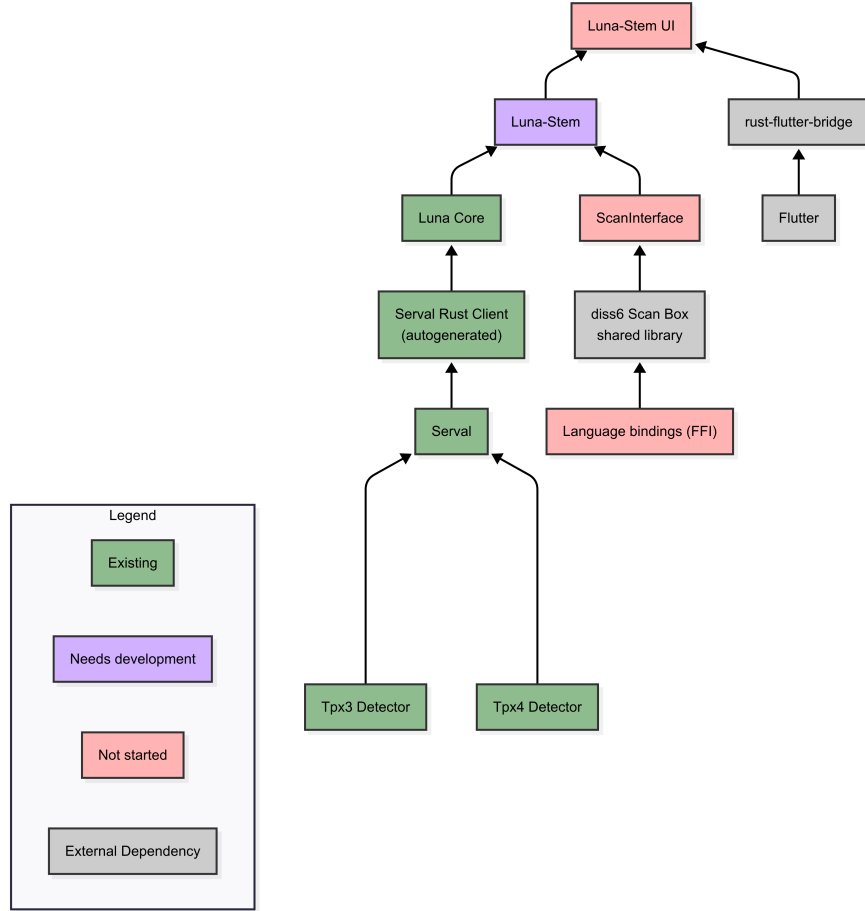 Luna-Stem UI
Luna-Stem
rust-flutter-bridge
Luna Core
ScanInterface
Flutter
Serval Rust Client
(autogenerated)
diss6 Scan Box
shared library
Serval
Language bindings (FFI)
Legend
Existing
Needs development
Tpx3 Detector
Tpx4 Detector
Not started
External Dependency